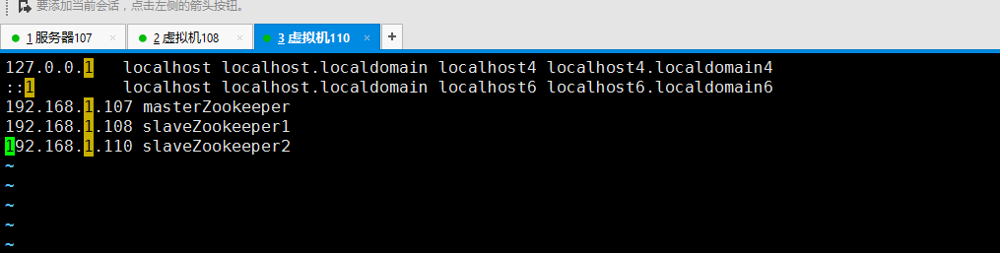 要添加当前会话，点击左侧的箭头按钮。
1 服务器107 × 2 虚拟机108 × 3 虚拟机110 × +
127.0.0.1   localhost localhost.localdomain localhost4 localhost4.localdomain4
::1         localhost localhost.localdomain localhost6 localhost6.localdomain6
192.168.1.107 masterZookeeper
192.168.1.108 slaveZookeeper1
192.168.1.110 slaveZookeeper2
~
~
~
~
~